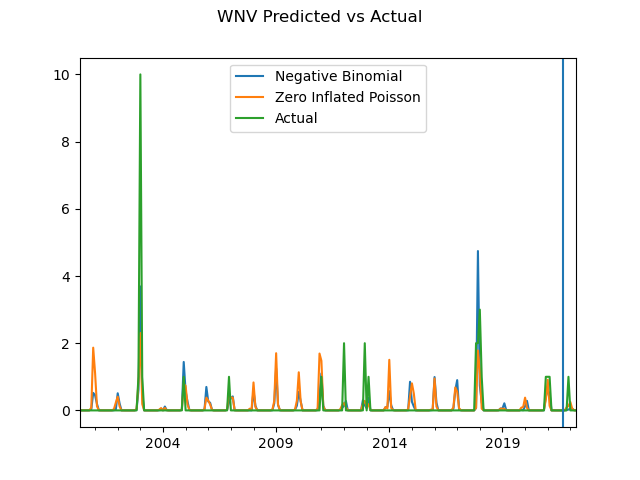 WNV Predicted vs Actual
10
8
6
4
2
0
Negative Binomial
Zero Inflated Poisson
Actual
2004 2009 2014 2019